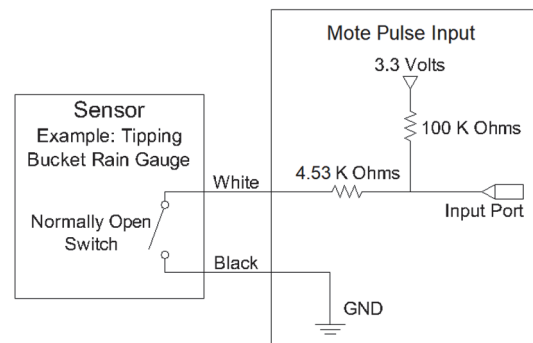 Mote Pulse Input
3.3 Volts
100 K Ohms
4.53 K Ohms
Input Port
Sensor
Example: Tipping
Bucket Rain Gauge
White
Normally Open
Switch
Black
GND